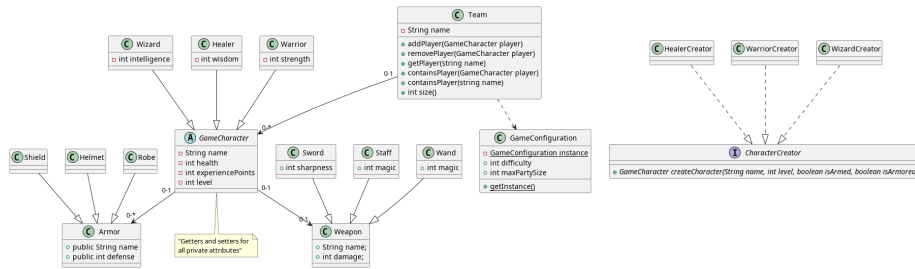 Team
String name
addPlayer(GameCharacter player)
removePlayer(GameCharacter player)
getPlayer(string name)
containsPlayer(GameCharacter player)
containsPlayer(string name)
int size()
Wizard
int intelligence
Healer
int wisdom
Warrior
int strength
HealerCreator
WarriorCreator
WizardCreator
0-1
0-*
GameCharacter
String name
int health
int experiencePoints
int level
GameConfiguration
GameConfiguration instance
int difficulty
int maxPartySize
getInstance()
CharacterCreator
GameCharacter createCharacter(String name, int level, boolean isArmed, boolean isArmored
Shield
Helmet
Robe
Sword
int sharpness
Staff
int magic
Wand
int magic
0-1
0-1
0-*
0-1
Armor
public String name
public int defense
"Getters and setters for
all private attributes"
Weapon
String name;
int damage;